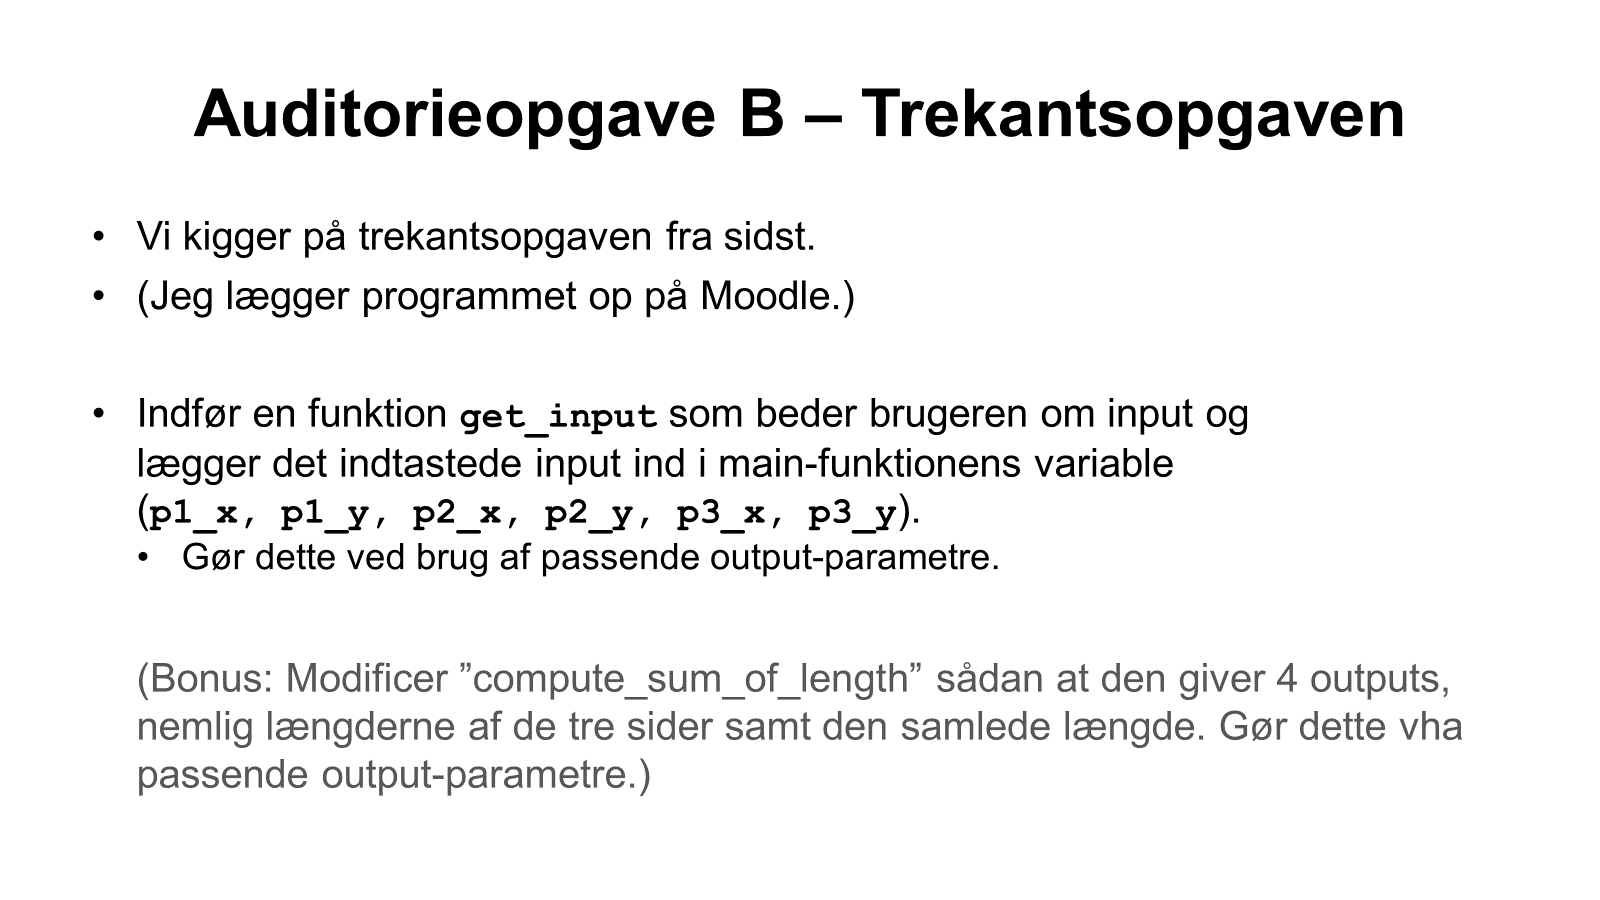 Auditorieopgave B – Trekantsopgaven
• Vi kigger på trekantsopgaven fra sidst.
• (Jeg lægger programmet op på Moodle.)
• Indfør en funktion get_input som beder brugeren om input og
lægger det indtastede input ind i main-funktionens variable
(p1_x, p1_y, p2_x, p2_y, p3_x, p3_y).
• Gør dette ved brug af passende output-parametre.
(Bonus: Modificer ”compute_sum_of_length” sådan at den giver 4 outputs,
nemlig længderne af de tre sider samt den samlede længde. Gør dette vha
passende output-parametre.)